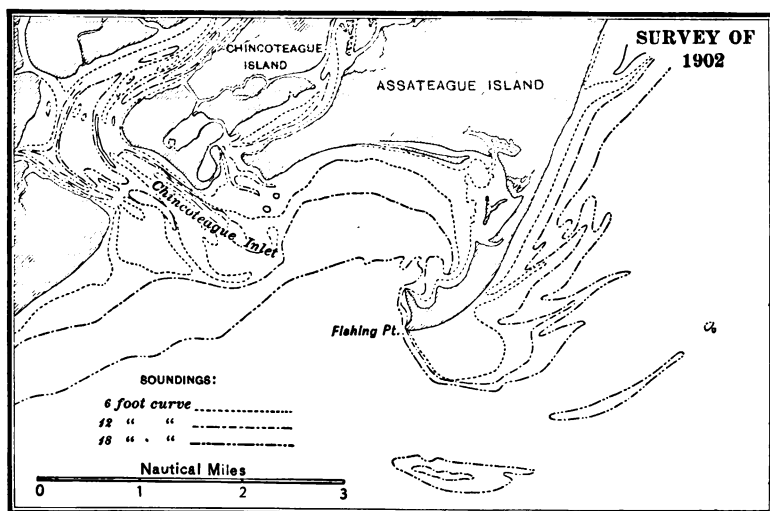 SURVEY OF
1902
CHINCOTEAGUE
ISLAND
ASSATEAGUE ISLAND
Chincoteague Inlet
Fishing Pt.
SOUNDINGS:
6 foot curve
12 “ “
18 “ “
Nautical Miles
0 1 2 3